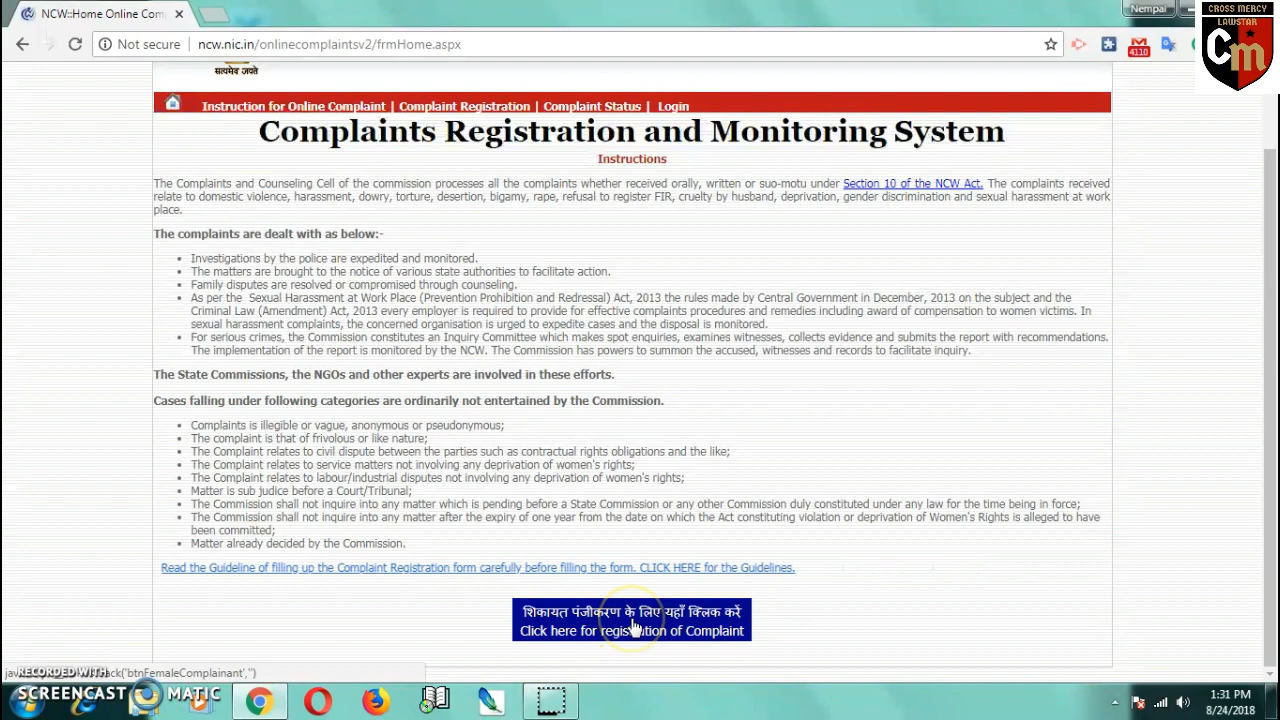 NCW::Home Online Com
Nempal
Not secure
ncw.nic.in/onlinecomplaintsv2/frmHome.aspx
4110
CROSS MERCY
LAWSTAR
Cm
सत्यमेव जयते
Instruction for Online Complaint | Complaint Registration | Complaint Status | Login
Complaints Registration and Monitoring System
Instructions
The Complaints and Counseling Cell of the commission processes all the complaints whether received orally, written or suo-motu under Section 10 of the NCW Act. The complaints received
relate to domestic violence, harassment, dowry, torture, desertion, bigamy, rape, refusal to register FIR, cruelty by husband, deprivation, gender discrimination and sexual harassment at work
place.
The complaints are dealt with as below:-
Investigations by the police are expedited and monitored.
The matters are brought to the notice of various state authorities to facilitate action.
Family disputes are resolved or compromised through counseling.
As per the Sexual Harassment at Work Place (Prevention Prohibition and Redressal) Act, 2013 the rules made by Central Government in December, 2013 on the subject and the
Criminal Law (Amendment) Act, 2013 every employer is required to provide for effective complaints procedures and remedies including award of compensation to women victims. In
sexual harassment complaints, the concerned organisation is urged to expedite cases and the disposal is monitored.
For serious crimes, the Commission constitutes an Inquiry Committee which makes spot enquiries, examines witnesses, collects evidence and submits the report with recommendations.
The implementation of the report is monitored by the NCW. The Commission has powers to summon the accused, witnesses and records to facilitate inquiry.
The State Commissions, the NGOs and other experts are involved in these efforts.
Cases falling under following categories are ordinarily not entertained by the Commission.
Complaints is illegible or vague, anonymous or pseudonymous;
The complaint is that of frivolous or like nature;
The Complaint relates to civil dispute between the parties such as contractual rights obligations and the like;
The Complaint relates to service matters not involving any deprivation of women's rights;
The Complaint relates to labour/industrial disputes not involving any deprivation of women's rights;
Matter is sub judice before a Court/Tribunal;
The Commission shall not inquire into any matter which is pending before a State Commission or any other Commission duly constituted under any law for the time being in force;
The Commission shall not inquire into any matter after the expiry of one year from the date on which the Act constituting violation or deprivation of Women's Rights is alleged to have
been committed;
Matter already decided by the Commission.
Read the Guideline of filling up the Complaint Registration form carefully before filling the form. CLICK HERE for the Guidelines.
शिकायत पंजीकरण के लिए यहाँ क्लिक करें
Click here for registration of Complaint
RECORDED WITH
SCREENCAST MATIC
1:31 PM
8/24/2018